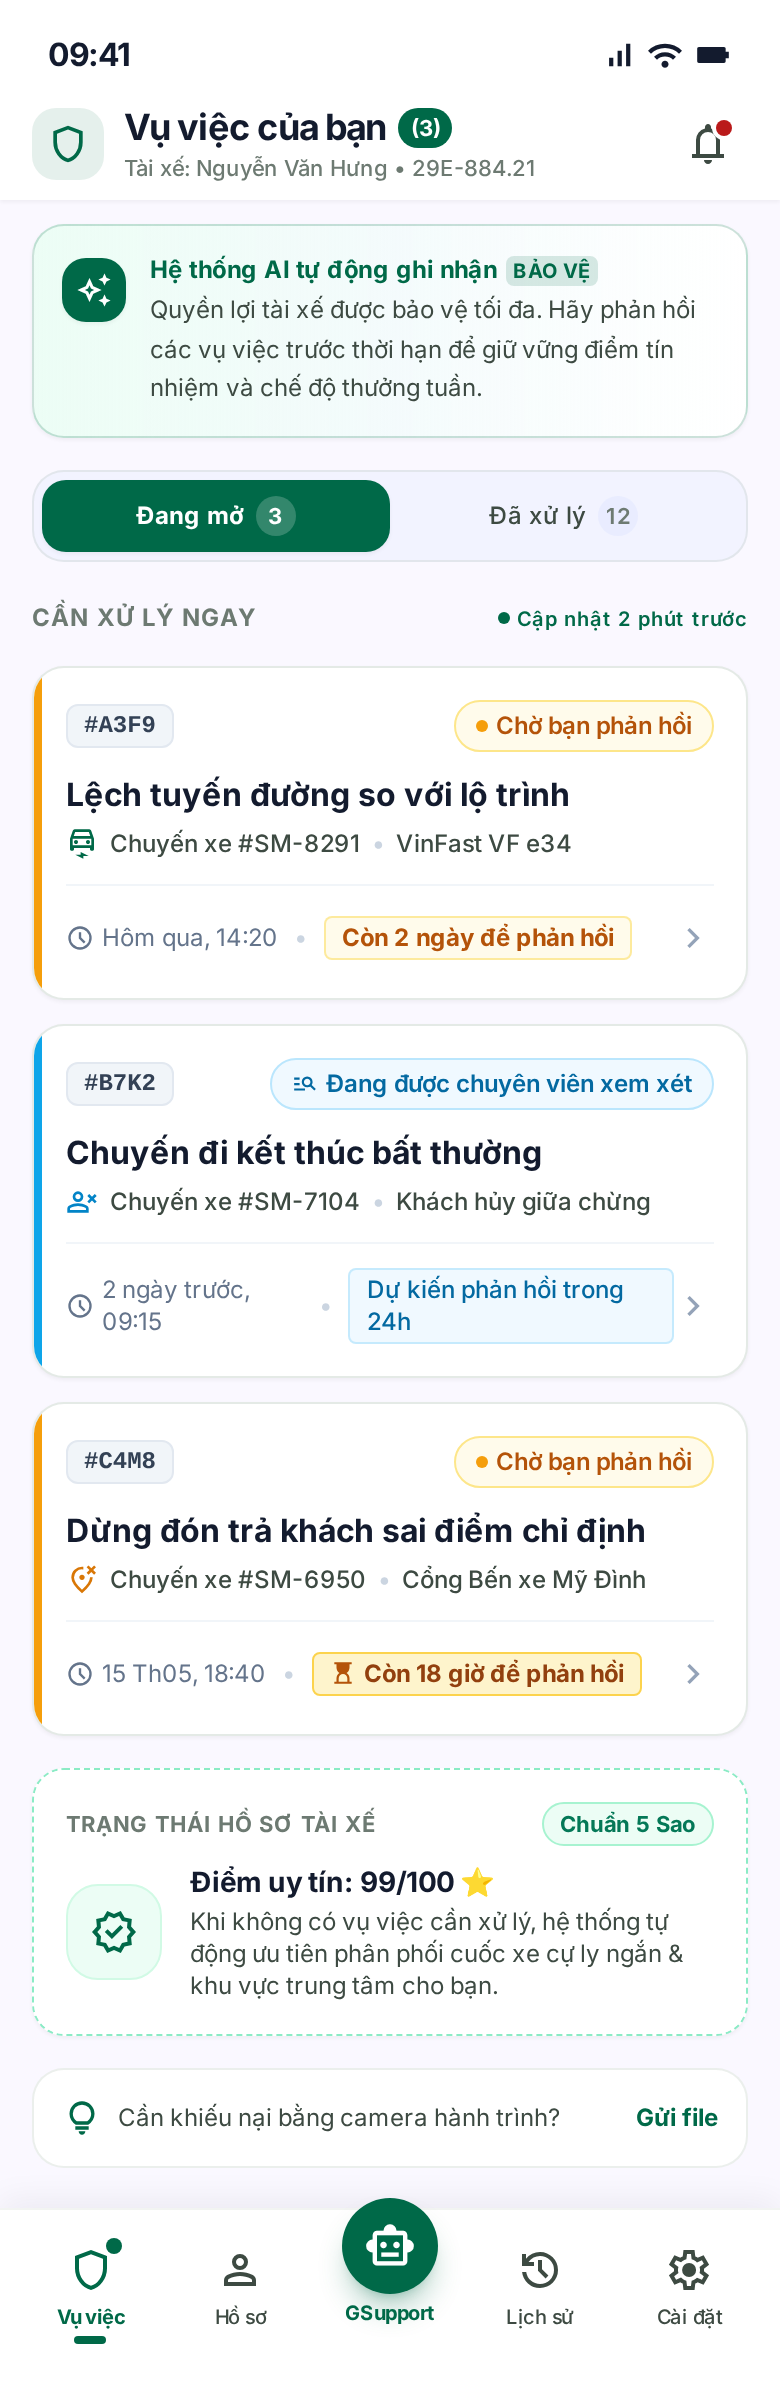 09:41
Vụ việc của bạn (3)
Tài xế: Nguyễn Văn Hưng • 29E-884.21
Hệ thống AI tự động ghi nhận BẢO VỆ
Quyền lợi tài xế được bảo vệ tối đa. Hãy phản hồi
các vụ việc trước thời hạn để giữ vững điểm tín
nhiệm và chế độ thưởng tuần.
Đang mở 3
Đã xử lý 12
CẦN XỬ LÝ NGAY
Cập nhật 2 phút trước
#A3F9
Chờ bạn phản hồi
Lệch tuyến đường so với lộ trình
Chuyến xe #SM-8291 • VinFast VF e34
Hôm qua, 14:20 • Còn 2 ngày để phản hồi
#B7K2
Đang được chuyên viên xem xét
Chuyến đi kết thúc bất thường
Chuyến xe #SM-7104 • Khách hủy giữa chừng
2 ngày trước,
09:15
• Dự kiến phản hồi trong
24h
#C4M8
Chờ bạn phản hồi
Dừng đón trả khách sai điểm chỉ định
Chuyến xe #SM-6950 • Cổng Bến xe Mỹ Đình
15 Th05, 18:40 • Còn 18 giờ để phản hồi
TRẠNG THÁI HỒ SƠ TÀI XẾ
Chuẩn 5 Sao
Điểm uy tín: 99/100 ⭐
Khi không có vụ việc cần xử lý, hệ thống tự
động ưu tiên phân phối cuốc xe cự ly ngắn &
khu vực trung tâm cho bạn.
Cần khiếu nại bằng camera hành trình?
Gửi file
Vụ việc
Hồ sơ
GSupport
Lịch sử
Cài đặt